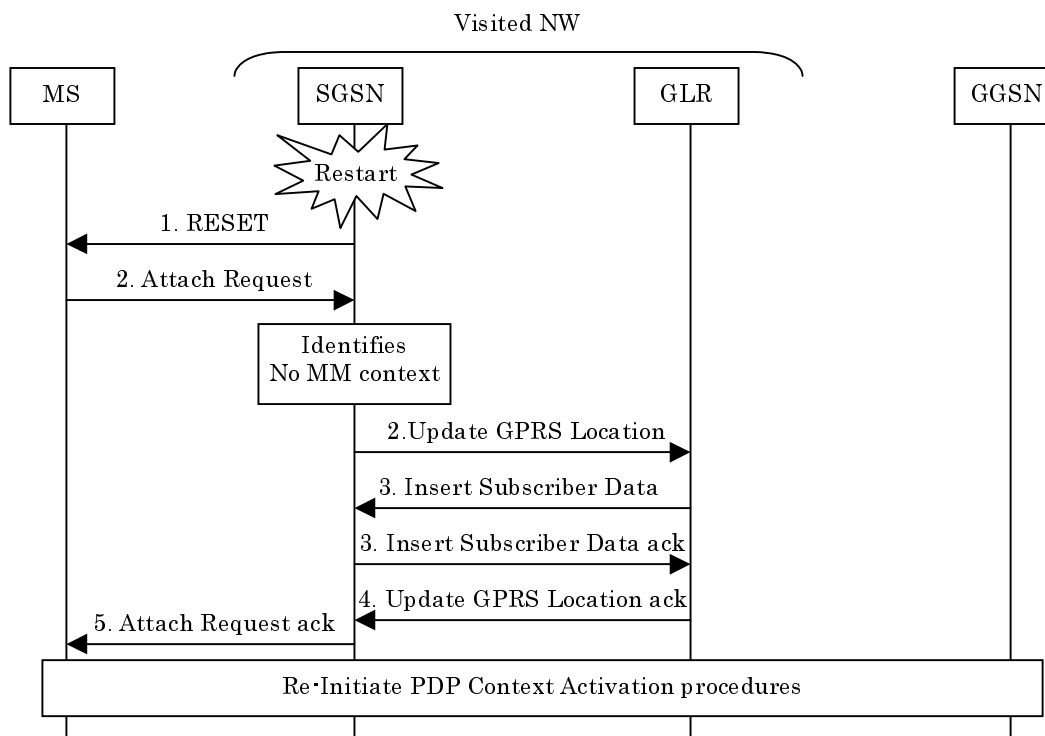 Visited NW
MS
SGSN
GLR
GGSN
Restart
1. RESET
2. Attach Request
Identifies
No MM context
2.Update GPRS Location
3. Insert Subscriber Data
3. Insert Subscriber Data ack
4. Update GPRS Location ack
5. Attach Request ack
Re-Initiate PDP Context Activation procedures